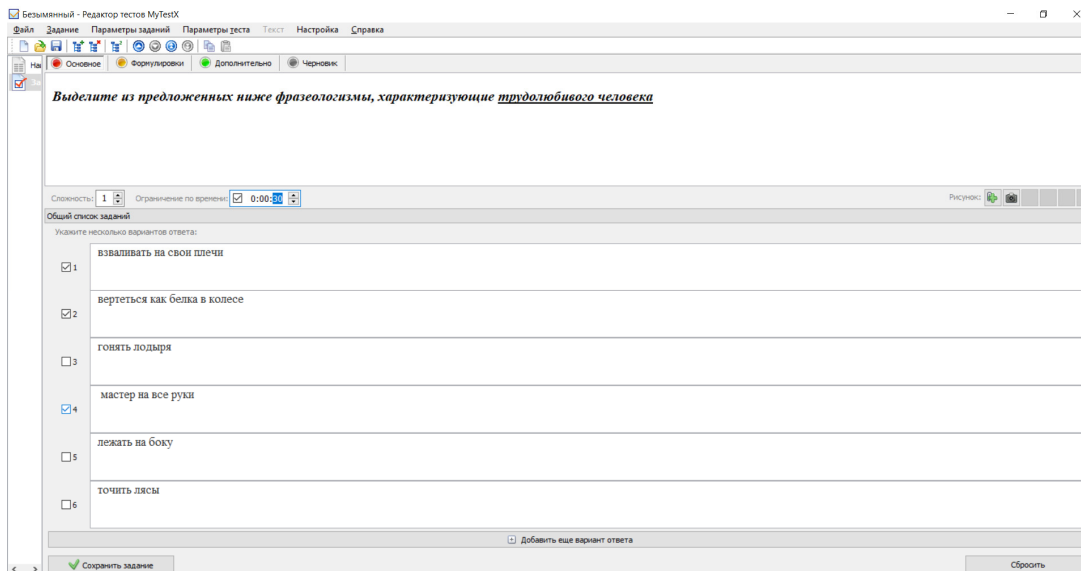 Безымянный - Редактор тестов MyTestX
Файл Задание Параметры заданий Параметры теста Текст Настройка Справка
Основное Формулировки Дополнительно Черновик
Выделите из предложенных ниже фразеологизмы, характеризующие трудолюбивого человека
Сложность: 1 Ограничение по времени: 0:00:30 Рисунок:
Общий список заданий
Укажите несколько вариантов ответа:
1 взваливать на свои плечи
2 вертеться как белка в колесе
3 гонять лодыря
4 мастер на все руки
5 лежать на боку
6 точить лясы
Добавить еще вариант ответа
Сохранить задание Сбросить